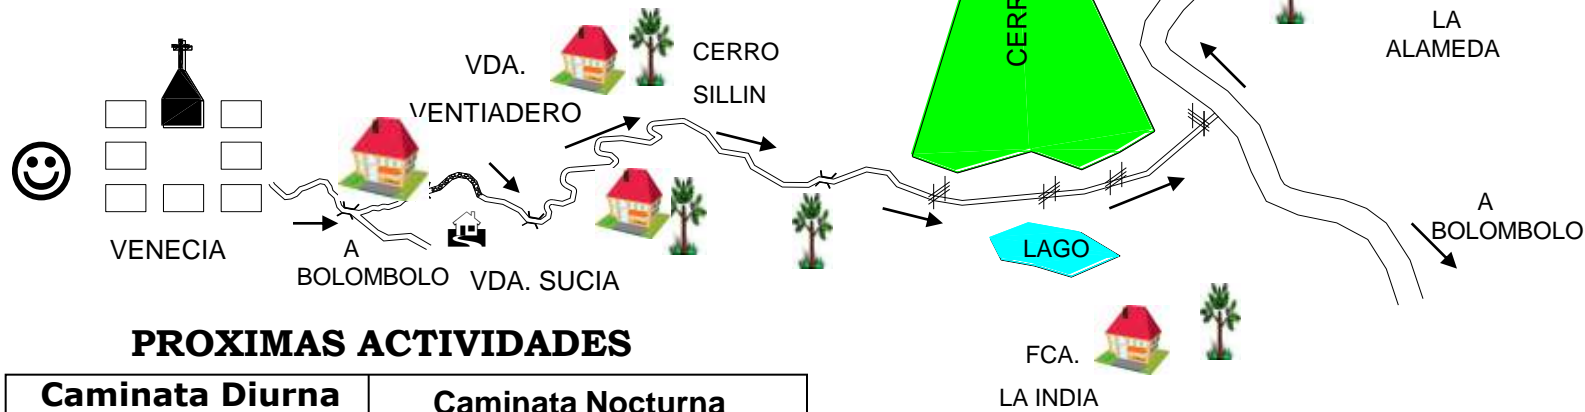 VENECIA
A
BOLOMBOLO
VDA. SUCIA
VDA.
VENTIADERO
CERRO
SILLIN
LAGO
LA
ALAMEDA
A
BOLOMBOLO
FCA.
LA INDIA
PROXIMAS ACTIVIDADES
Caminata Diurna
Caminata Nocturna